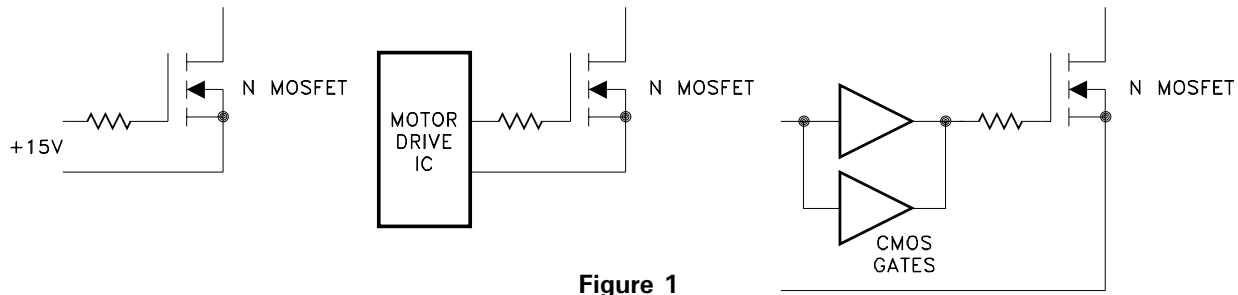 +15V
N MOSFET
MOTOR
DRIVE
IC
N MOSFET
CMOS
GATES
N MOSFET
Figure 1